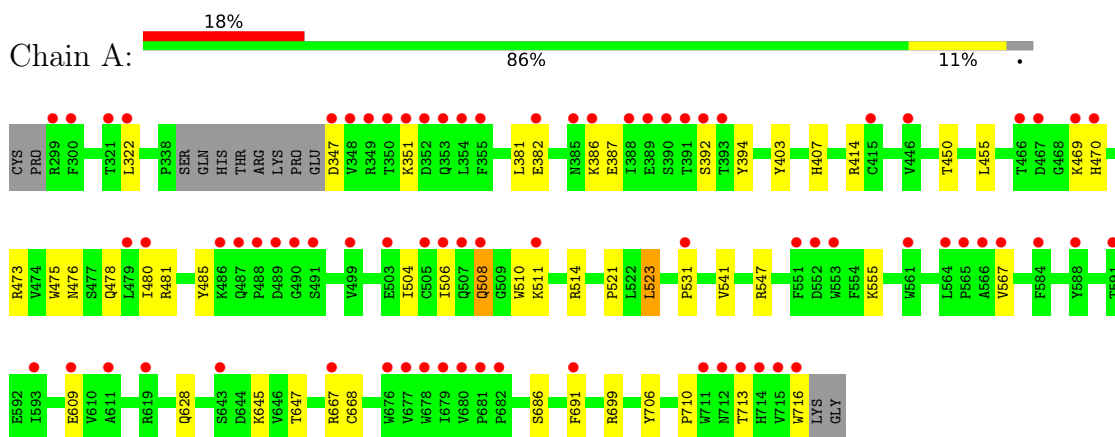 18%
Chain A:
86%
11%
CYS PRO R299 F300 T321 L322 P338 SER GLN HIS THR ARG LYS PRO GLU D347 V348 R349 T350 K351 D352 Q353 L354 F355 L381 E382 N385 K386 E387 I388 E389 S390 T391 S392 T393 Y394 Y403 H407 R414 C415 V446 T450 L455 T466 D467 G468 K469 H470
R473 V474 W475 N476 S477 Q478 L479 I480 R481 Y485 K486 Q487 P488 D489 G490 S491 V499 E503 I504 C505 I506 Q507 Q508 G509 W510 K511 R514 P521 L522 L523 P531 V541 R547 F551 D552 W553 F554 K555 W561 L564 P565 A566 V567 F584 Y588 T591
E592 I593 E609 V610 A611 R619 Q628 S643 D644 K645 V646 T647 R667 C668 W676 V677 W678 I679 V680 P681 P682 S686 F691 R699 Y706 P710 W711 N712 T713 H714 V715 W716 LYS GLY